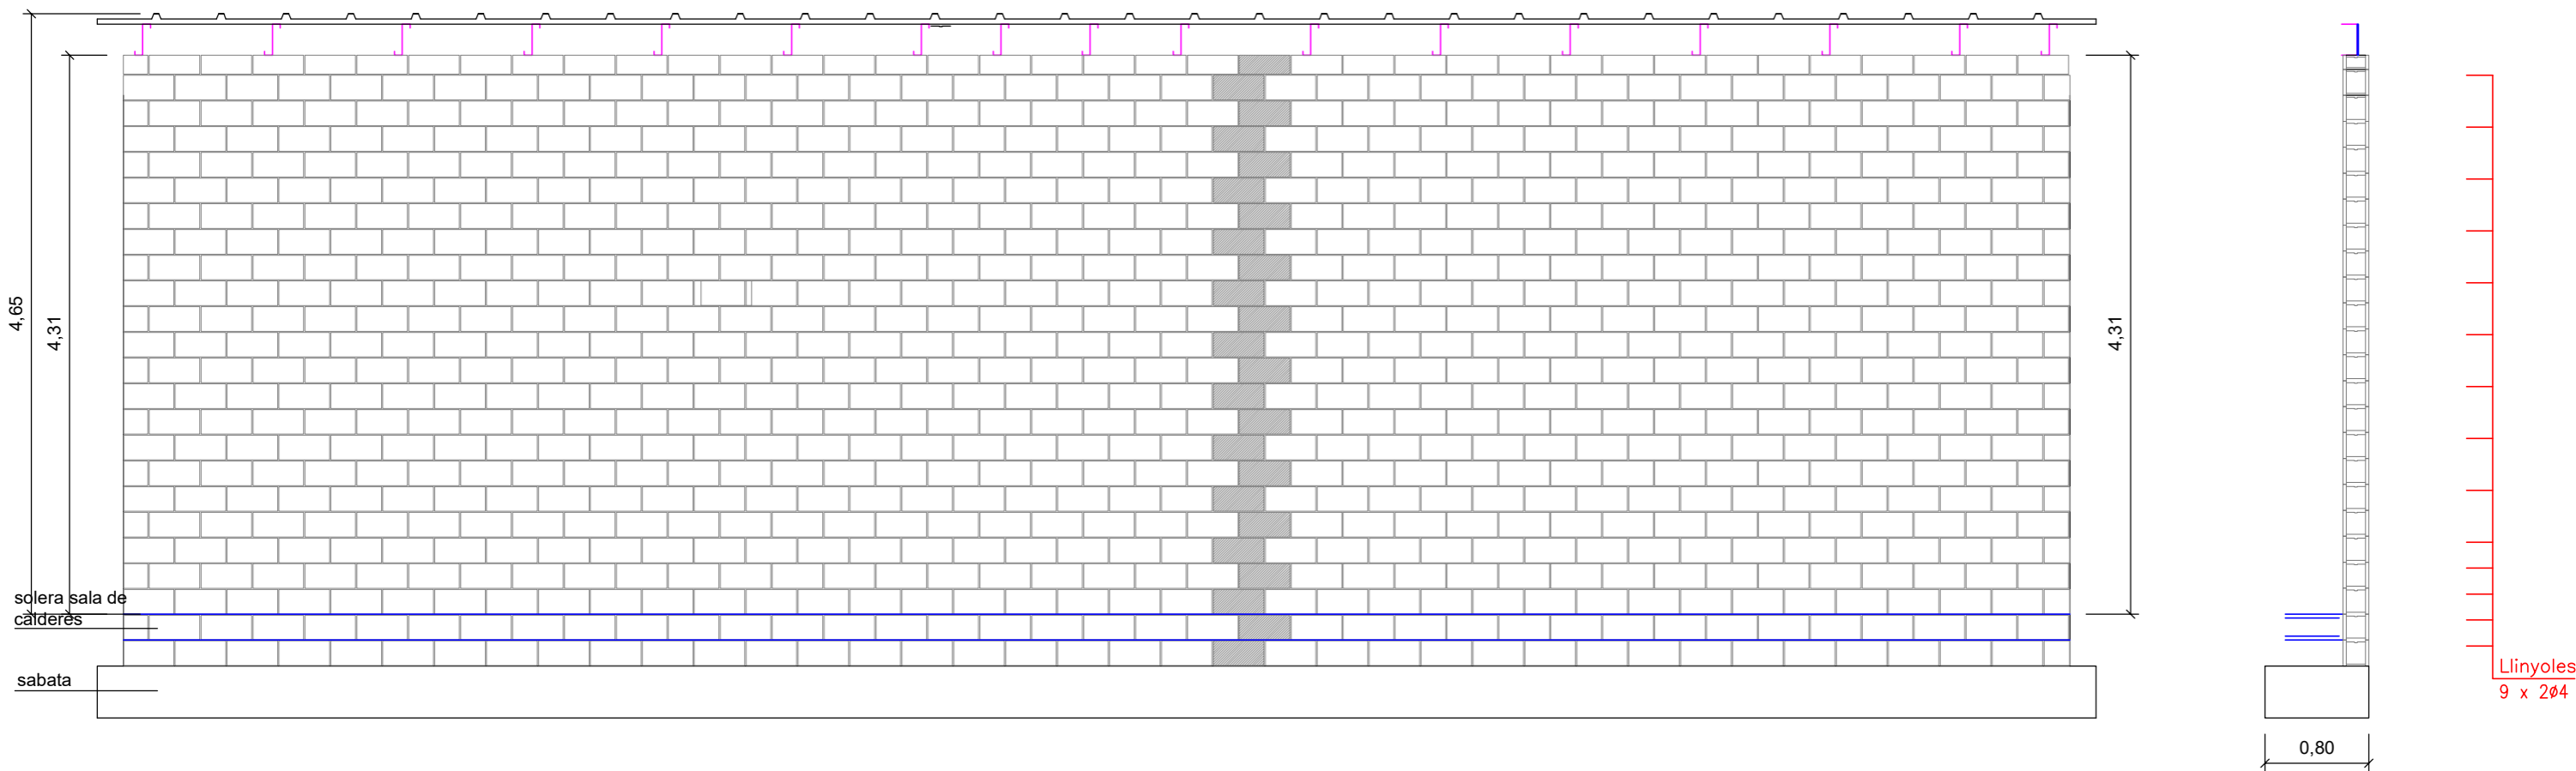 4,65
4,31
4,31
solera sala de
calderes
sabata
Llinyoles
9 x 2ø4
0,80